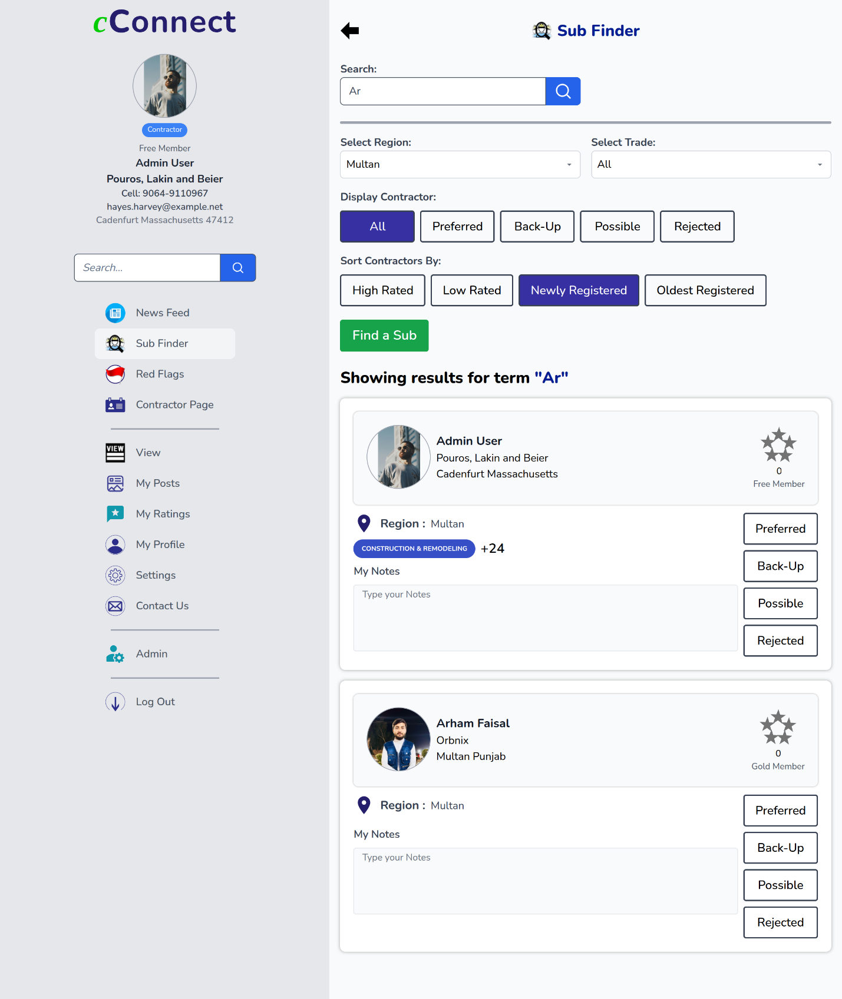 cConnect
Contractor
Free Member
Admin User
Pouros, Lakin and Beier
Cell: 9064-9110967
hayes.harvey@example.net
Cadenfurt Massachusetts 47412
Search...
News Feed
Sub Finder
Red Flags
Contractor Page
VIEW
View
My Posts
My Ratings
My Profile
Settings
Contact Us
Admin
Log Out
Sub Finder
Search:
Ar
Select Region:
Select Trade:
Multan
All
Display Contractor:
All
Preferred
Back-Up
Possible
Rejected
Sort Contractors By:
High Rated
Low Rated
Newly Registered
Oldest Registered
Find a Sub
Showing results for term "Ar"
Admin User
Pouros, Lakin and Beier
Cadenfurt Massachusetts
0
Free Member
Region : Multan
CONSTRUCTION & REMODELING +24
My Notes
Type your Notes
Preferred
Back-Up
Possible
Rejected
Arham Faisal
Orbnix
Multan Punjab
0
Gold Member
Region : Multan
My Notes
Type your Notes
Preferred
Back-Up
Possible
Rejected